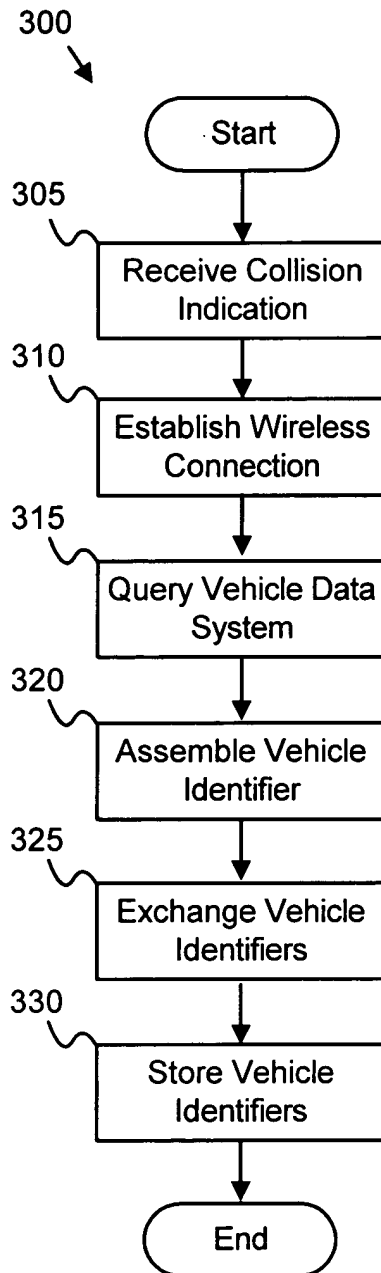 300
Start
305
Receive Collision
Indication
310
Establish Wireless
Connection
315
Query Vehicle Data
System
320
Assemble Vehicle
Identifier
325
Exchange Vehicle
Identifiers
330
Store Vehicle
Identifiers
End